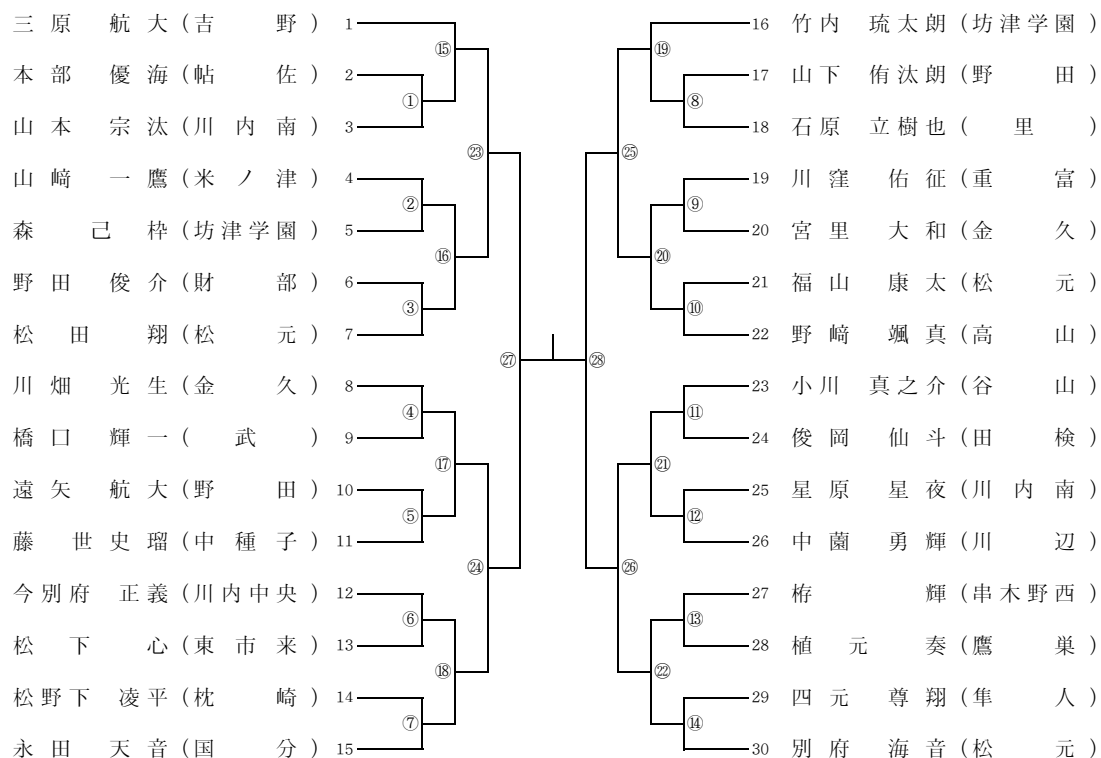 三原 航大(吉野) 1
本部 優海(帖佐) 2
山本 宗汰(川内南) 3
山﨑 一鷹(米ノ津) 4
森 己枠(坊津学園) 5
野田 俊介(財部) 6
松田 翔(松元) 7
川畑 光生(金久) 8
橋口 輝一(武) 9
遠矢 航大(野田) 10
藤 世史瑠(中種子) 11
今別府 正義(川内中央) 12
松下 心(東市来) 13
松野下 凌平(枕崎) 14
永田 天音(国分) 15
⑮
①
㉓
②
⑯
③
㉗
④
⑰
⑤
㉔
⑥
⑱
⑦
16 竹内 琉太朗(坊津学園)
17 山下 侑汰朗(野田)
18 石原 立樹也(里)
19 川窪 佑征(重富)
20 宮里 大和(金久)
21 福山 康太(松元)
22 野﨑 颯真(高山)
23 小川 真之介(谷山)
24 俊岡 仙斗(田検)
25 星原 星夜(川内南)
26 中薗 勇輝(川辺)
27 栫 輝(串木野西)
28 植元 奏(鷹巣)
29 四元 尊翔(隼人)
30 別府 海音(松元)
⑲
⑧
㉕
⑨
⑳
⑩
㉘
⑪
㉑
⑫
㉖
⑬
㉒
⑭